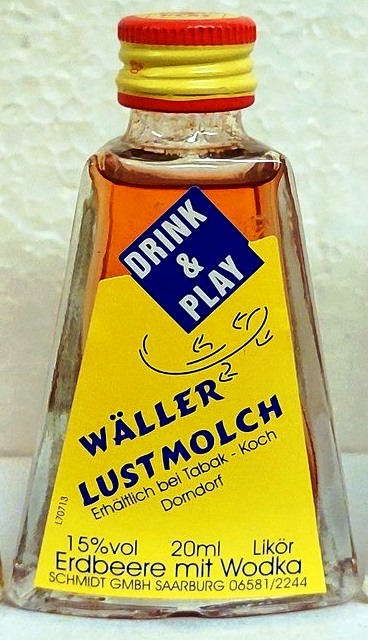 DRINK
&
PLAY
WÄLLER
LUSTMOLCH
Erhältlich bei Tabak - Koch
Dorndorf
L70713
15%vol 20ml Likör
Erdbeere mit Wodka
SCHMIDT GMBH SAARBURG 06581/2244